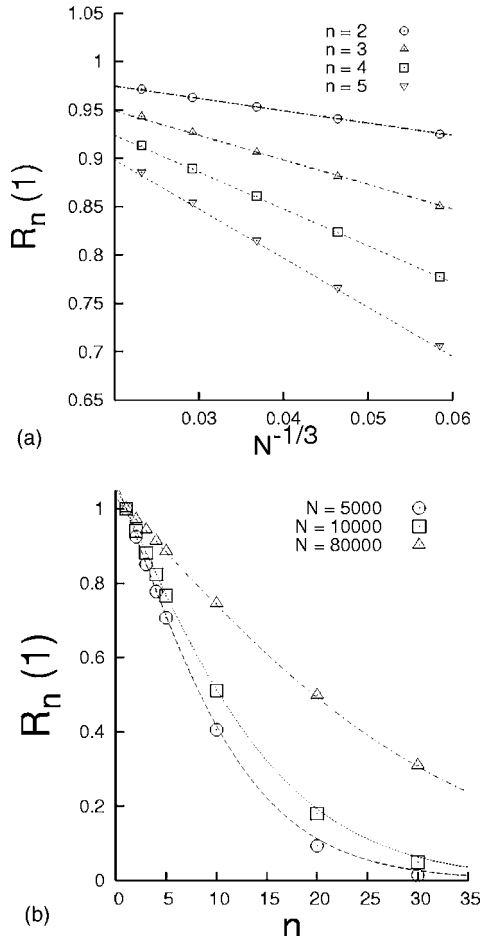 1.05
1
0.95
0.9
0.85
0.8
0.75
0.7
0.65
n = 2
n = 3
n = 4
n = 5
R_n (1)
0.03 0.04 0.05 0.06
N^{-1/3}
(a)
1
0.8
0.6
0.4
0.2
0
N = 5000
N = 10000
N = 80000
R_n (1)
0 5 10 15 20 25 30 35
n
(b)